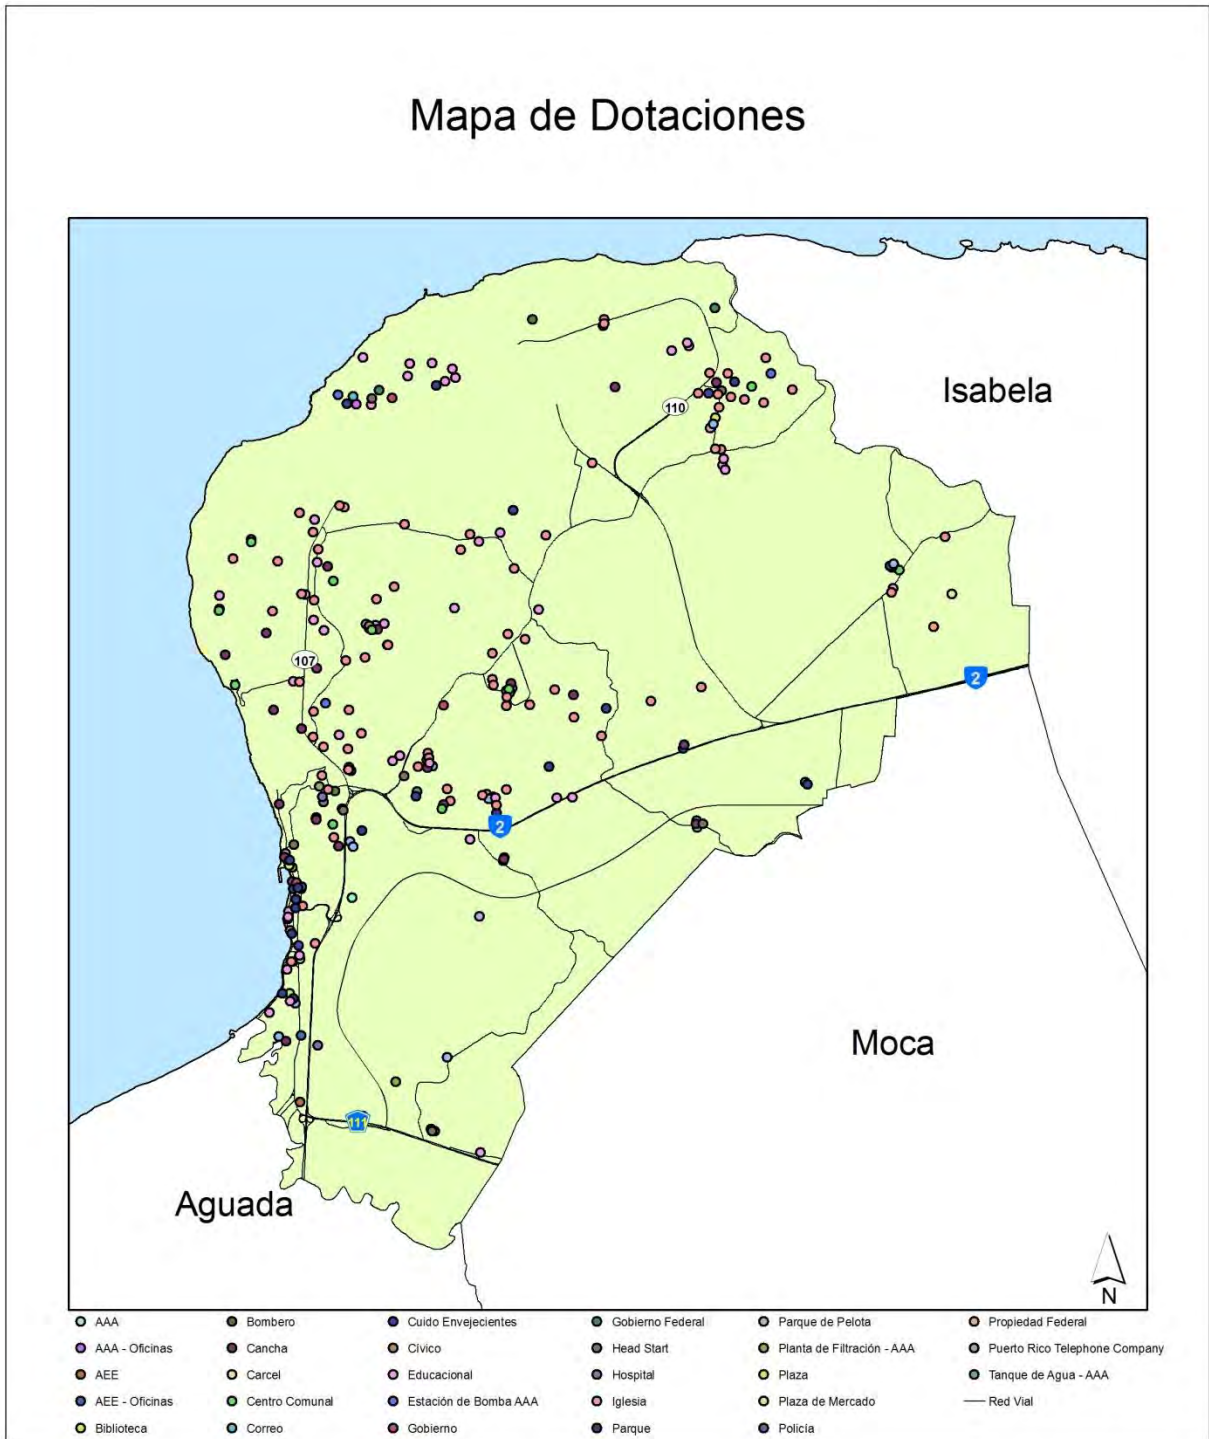 Mapa de Dotaciones
Isabela
110
107
2
2
Moca
111
Aguada
N
AAA
Bombero
Cuido Envejecientes
Gobierno Federal
Parque de Pelota
Propiedad Federal
AAA - Oficinas
Cancha
Cívico
Head Start
Planta de Filtración - AAA
Puerto Rico Telephone Company
AEE
Carcel
Educacional
Hospital
Plaza
Tanque de Agua - AAA
AEE - Oficinas
Centro Comunal
Estación de Bomba AAA
Iglesia
Plaza de Mercado
Red Vial
Biblioteca
Correo
Gobierno
Parque
Policía